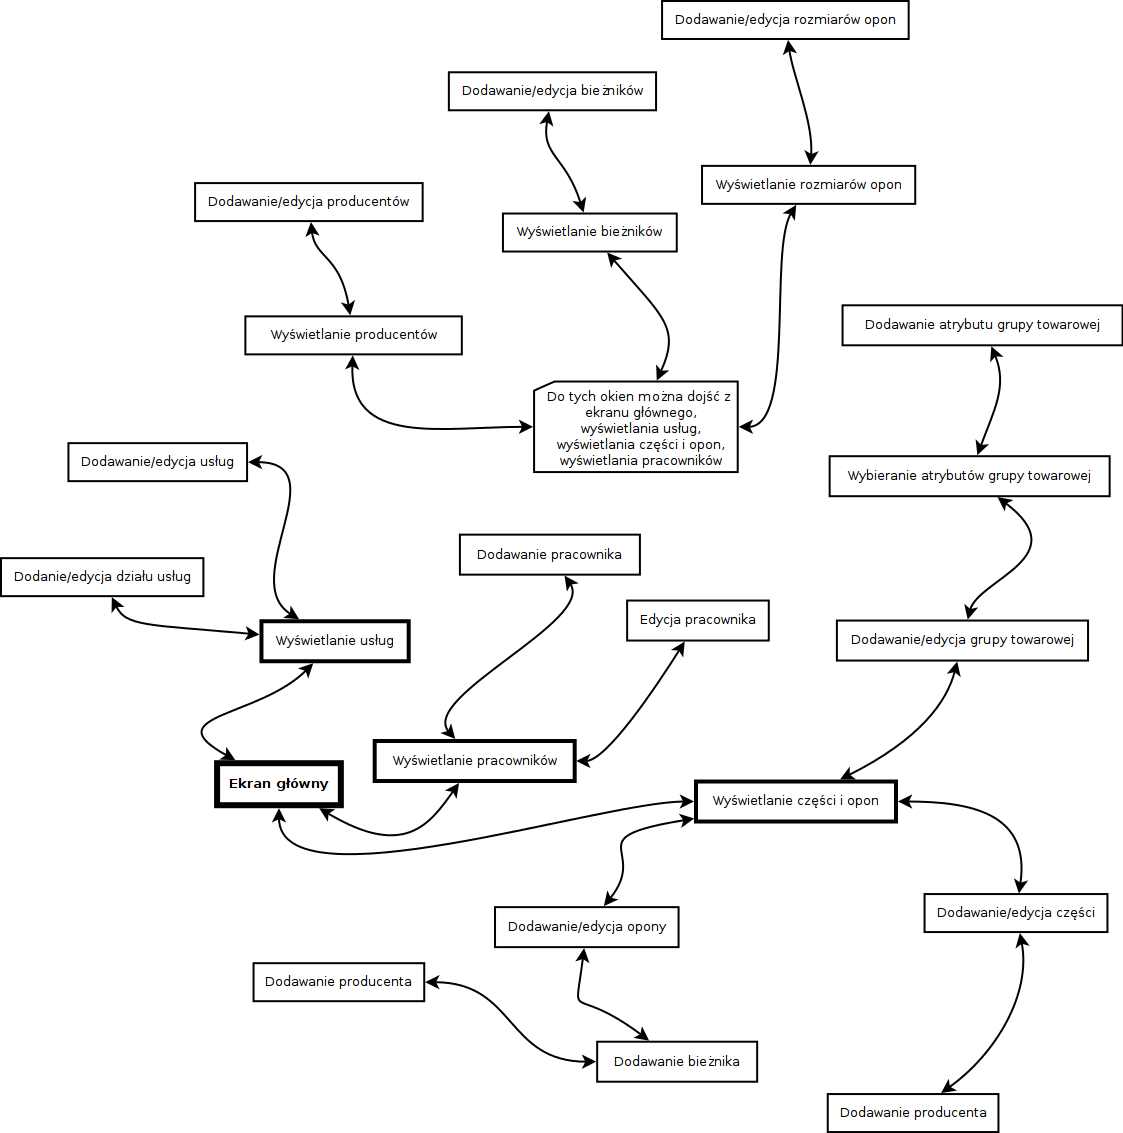 Dodawanie/edycja rozmiarów opon
Dodawanie/edycja bieżników
Wyświetlanie rozmiarów opon
Dodawanie/edycja producentów
Wyświetlanie bieżników
Dodawanie atrybutu grupy towarowej
Wyświetlanie producentów
Do tych okien można dojść z
ekranu głównego,
wyświetlania usług,
wyświetlania części i opon,
wyświetlania pracowników
Dodawanie/edycja usług
Wybieranie atrybutów grupy towarowej
Dodawanie pracownika
Dodanie/edycja działu usług
Edycja pracownika
Wyświetlanie usług
Dodawanie/edycja grupy towarowej
Wyświetlanie pracowników
Ekran główny
Wyświetlanie części i opon
Dodawanie/edycja części
Dodawanie/edycja opony
Dodawanie producenta
Dodawanie bieżnika
Dodawanie producenta